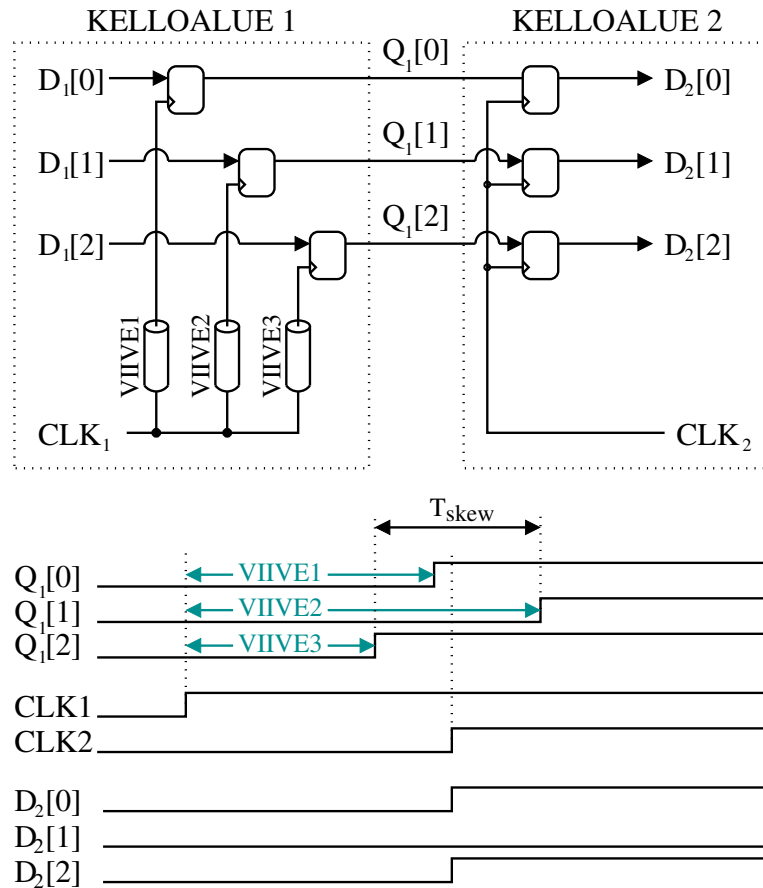 KELLOALUE 1
KELLOALUE 2
Q₁[0]
D₁[0]
D₂[0]
Q₁[1]
D₁[1]
D₂[1]
Q₁[2]
D₁[2]
D₂[2]
VIIVE1
VIIVE2
VIIVE3
CLK₁
CLK₂
Tskew
Q₁[0]
VIIVE1
Q₁[1]
VIIVE2
Q₁[2]
VIIVE3
CLK1
CLK2
D₂[0]
D₂[1]
D₂[2]